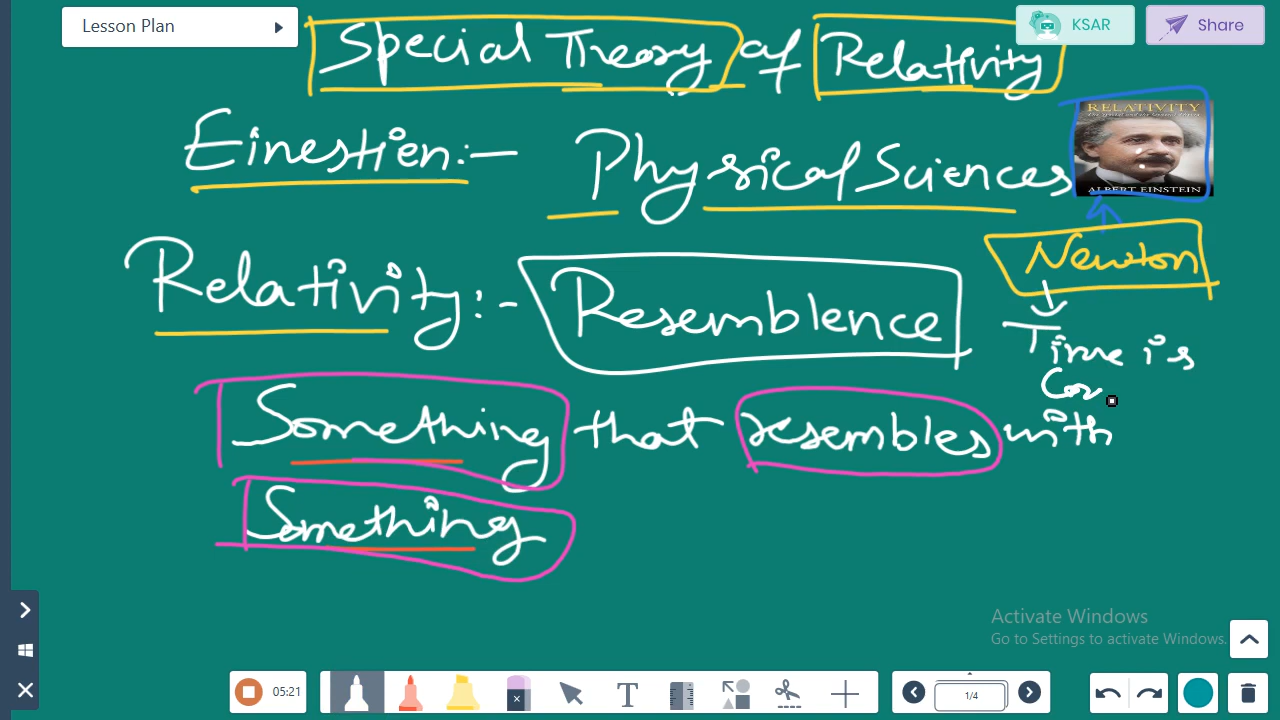 Lesson Plan
KSAR
Share
Special Theory of Relativity
Einestien:- Physical Sciences
RELATIVITY
ALBERT EINSTEIN
Newton
Relativity:- Resemblence
Time is
Con
Something that resembles with
Something
Activate Windows
Go to Settings to activate Windows.
05:21
T
1/4